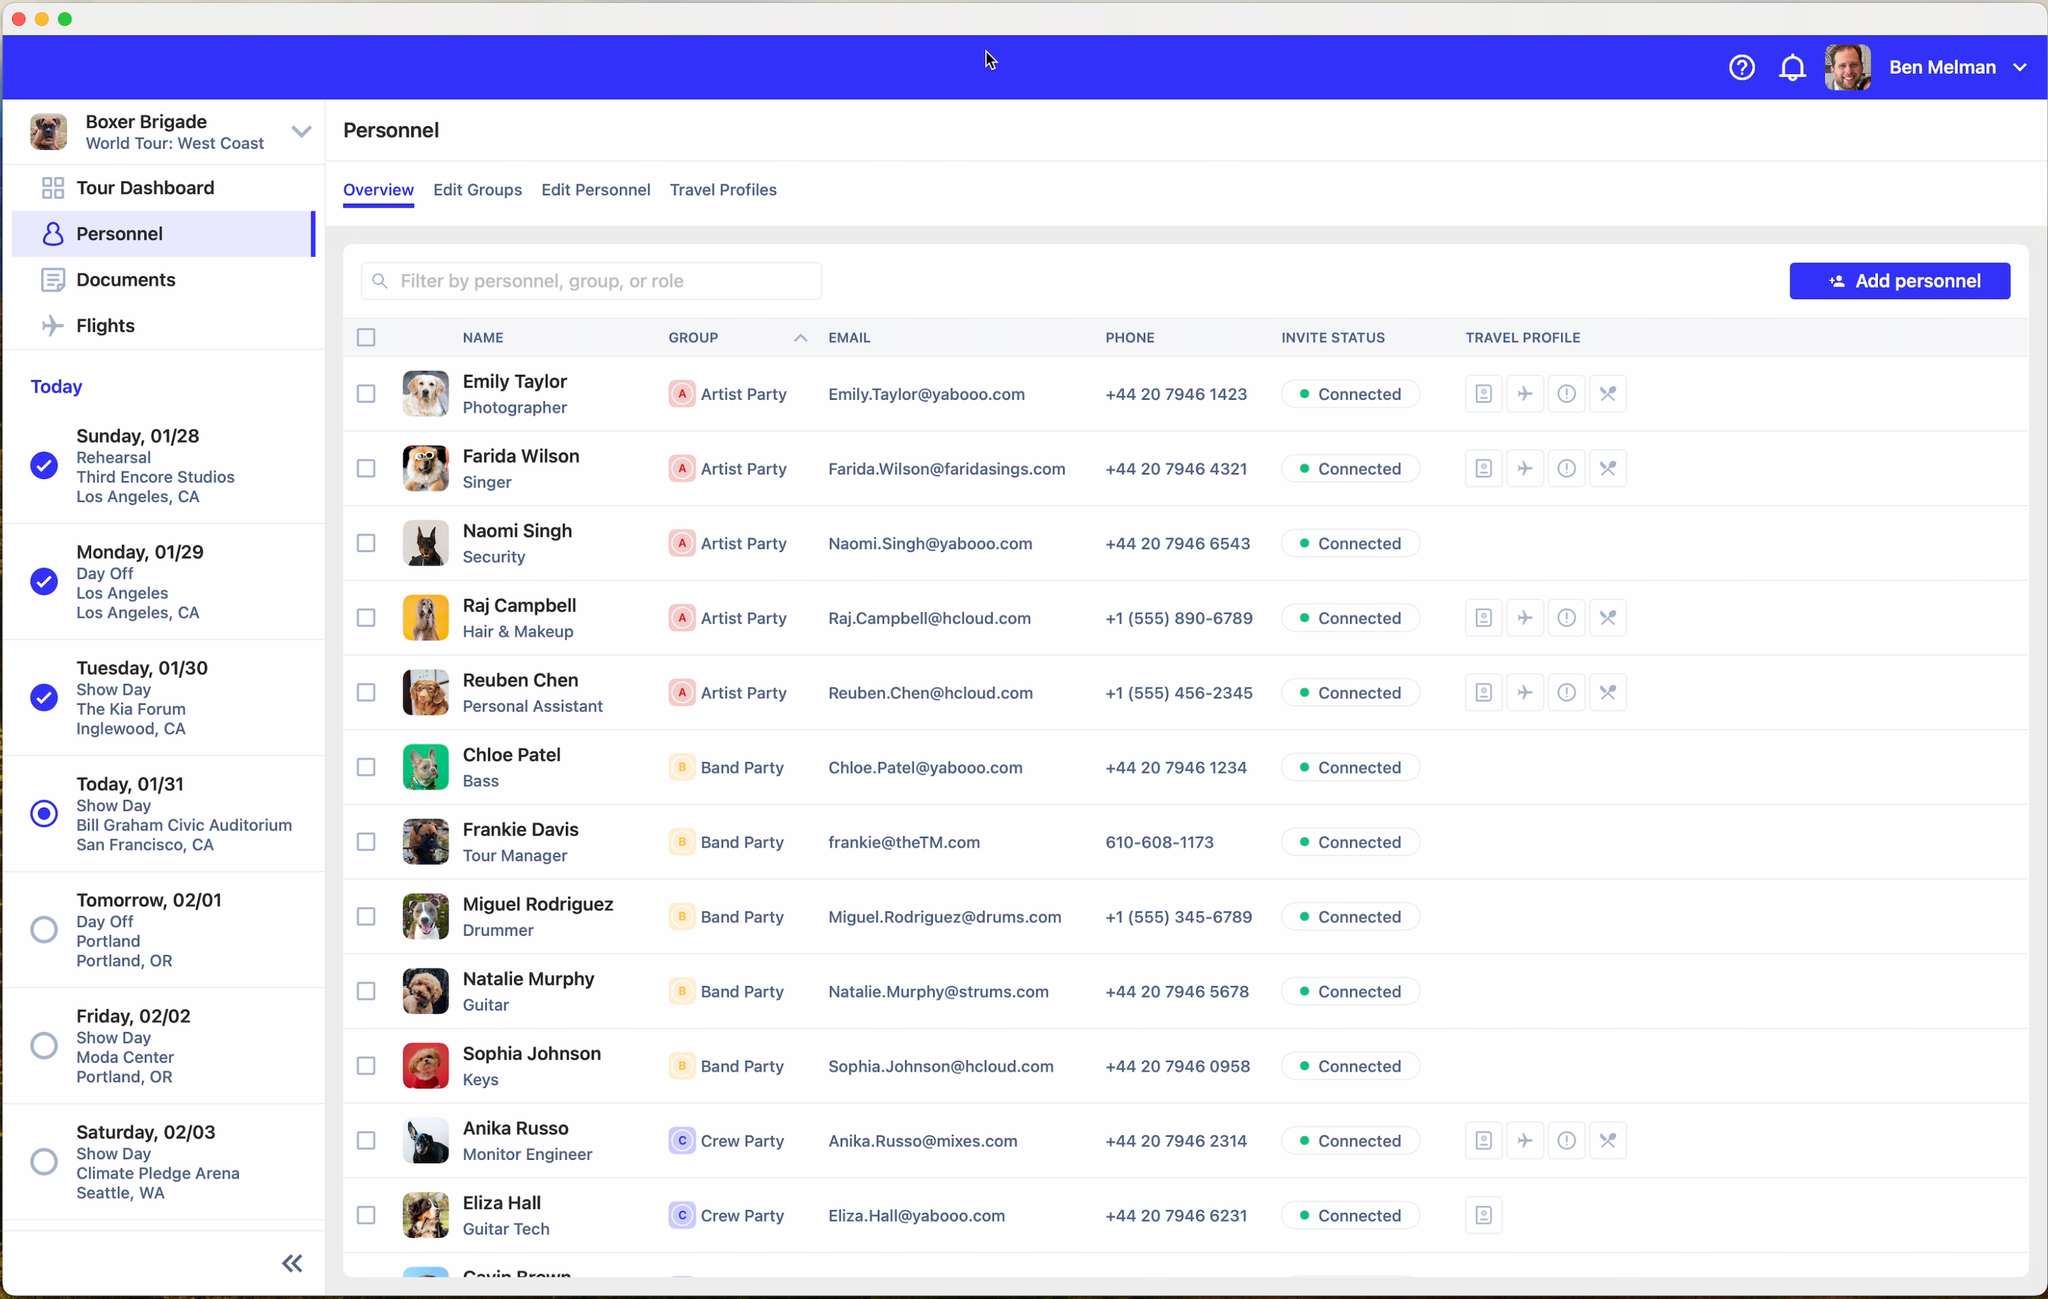 Ben Melman
Boxer Brigade
World Tour: West Coast
Tour Dashboard
Personnel
Documents
Flights
Today
Sunday, 01/28
Rehearsal
Third Encore Studios
Los Angeles, CA
Monday, 01/29
Day Off
Los Angeles
Los Angeles, CA
Tuesday, 01/30
Show Day
The Kia Forum
Inglewood, CA
Today, 01/31
Show Day
Bill Graham Civic Auditorium
San Francisco, CA
Tomorrow, 02/01
Day Off
Portland
Portland, OR
Friday, 02/02
Show Day
Moda Center
Portland, OR
Saturday, 02/03
Show Day
Climate Pledge Arena
Seattle, WA
Personnel
Overview Edit Groups Edit Personnel Travel Profiles
Filter by personnel, group, or role
Add personnel
NAME GROUP EMAIL PHONE INVITE STATUS TRAVEL PROFILE
Emily Taylor
Photographer
A Artist Party Emily.Taylor@yabooo.com +44 20 7946 1423 Connected
Farida Wilson
Singer
A Artist Party Farida.Wilson@faridasings.com +44 20 7946 4321 Connected
Naomi Singh
Security
A Artist Party Naomi.Singh@yabooo.com +44 20 7946 6543 Connected
Raj Campbell
Hair & Makeup
A Artist Party Raj.Campbell@hcloud.com +1 (555) 890-6789 Connected
Reuben Chen
Personal Assistant
A Artist Party Reuben.Chen@hcloud.com +1 (555) 456-2345 Connected
Chloe Patel
Bass
B Band Party Chloe.Patel@yabooo.com +44 20 7946 1234 Connected
Frankie Davis
Tour Manager
B Band Party frankie@theTM.com 610-608-1173 Connected
Miguel Rodriguez
Drummer
B Band Party Miguel.Rodriguez@drums.com +1 (555) 345-6789 Connected
Natalie Murphy
Guitar
B Band Party Natalie.Murphy@strums.com +44 20 7946 5678 Connected
Sophia Johnson
Keys
B Band Party Sophia.Johnson@hcloud.com +44 20 7946 0958 Connected
Anika Russo
Monitor Engineer
C Crew Party Anika.Russo@mixes.com +44 20 7946 2314 Connected
Eliza Hall
Guitar Tech
C Crew Party Eliza.Hall@yabooo.com +44 20 7946 6231 Connected
Gavin Brown